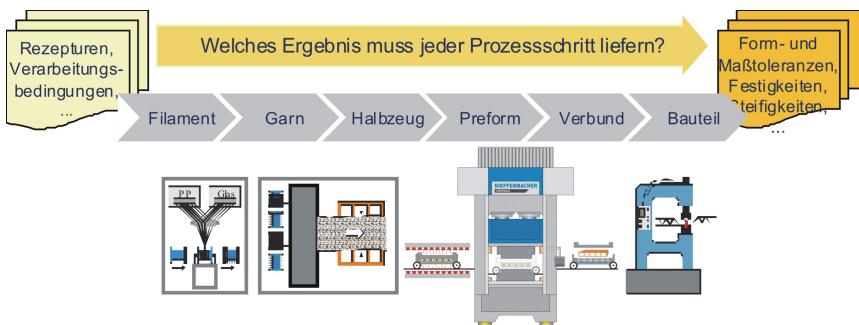 Rezepturen,
Verarbeitungs-
bedingungen,
...
Welches Ergebnis muss jeder Prozessschritt liefern?
Form- und
Maßtoleranzen,
Festigkeiten,
Steifigkeiten,
...
Filament
Garn
Halbzeug
Preform
Verbund
Bauteil
PP
Glas
DIEFFENBACHER